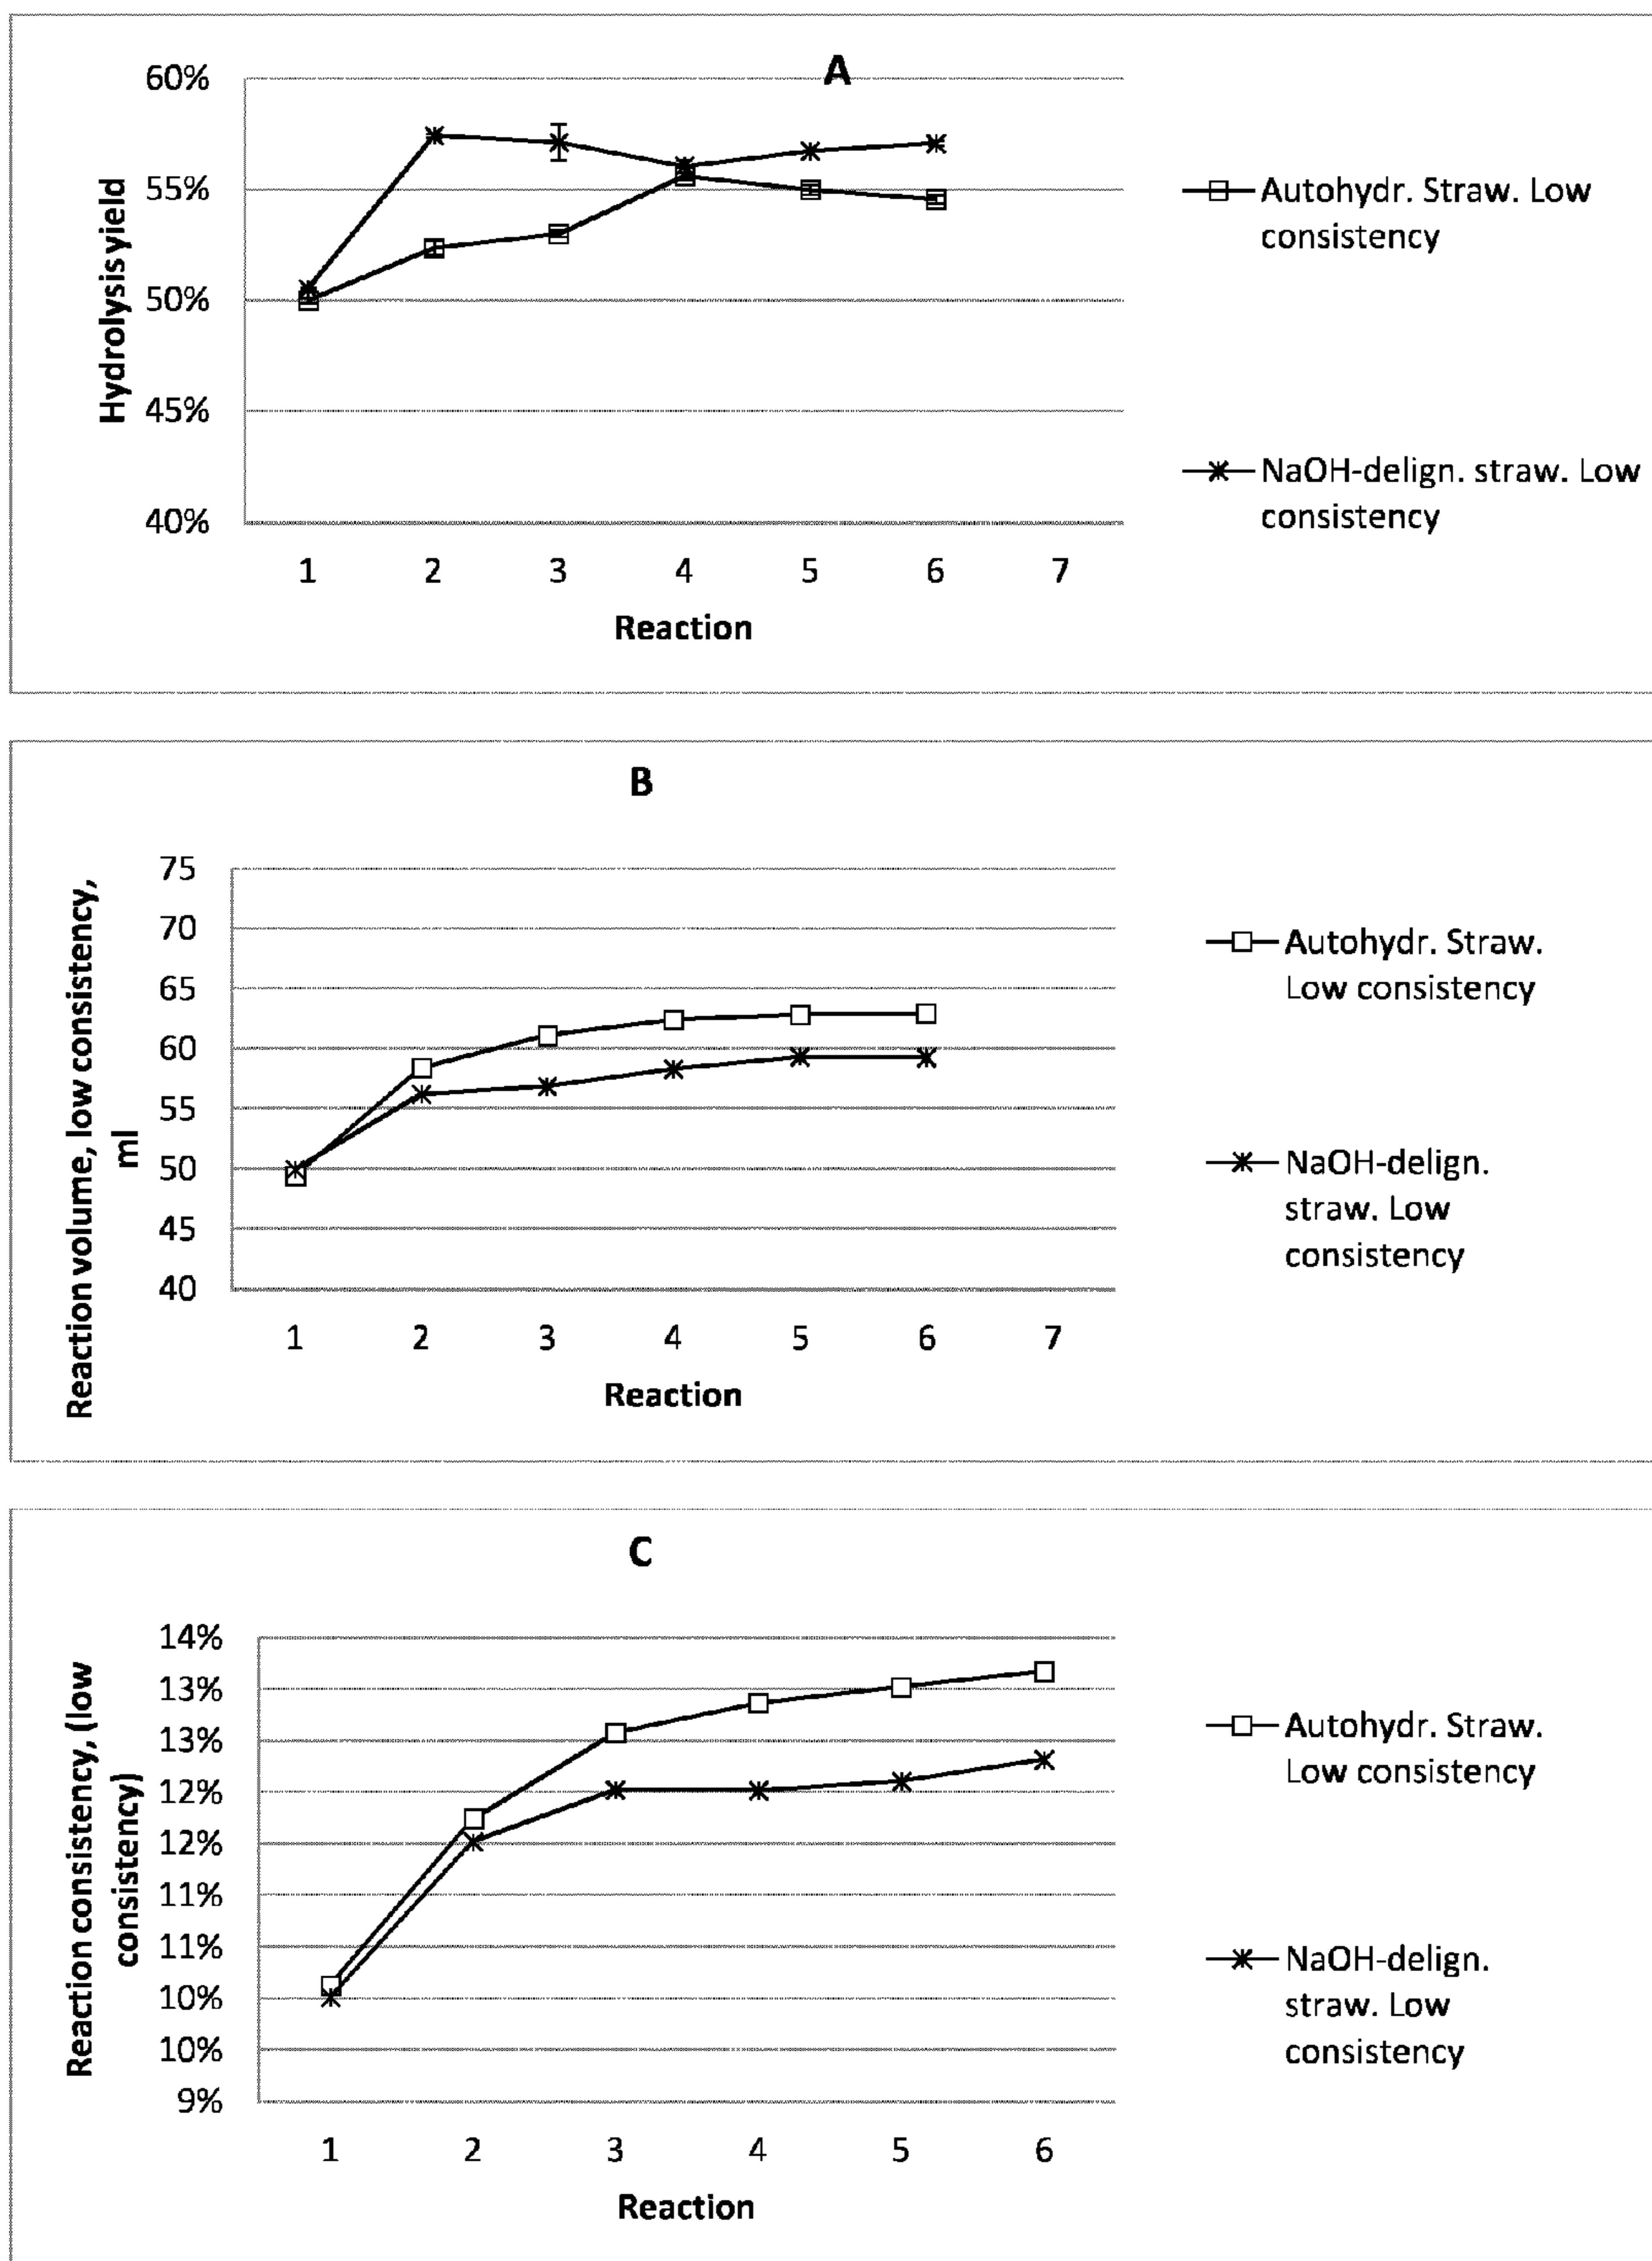 A
60%
55%
50%
45%
40%
Hydrolysis yield
1 2 3 4 5 6 7
Reaction
Autohydr. Straw. Low
consistency
NaOH-delign. straw. Low
consistency
B
75
70
65
60
55
50
45
40
Reaction volume, low consistency,
ml
1 2 3 4 5 6 7
Reaction
Autohydr. Straw.
Low consistency
NaOH-delign.
straw. Low
consistency
C
14%
13%
13%
12%
12%
11%
11%
10%
10%
9%
Reaction consistency, (low
consistency)
1 2 3 4 5 6
Reaction
Autohydr. Straw.
Low consistency
NaOH-delign.
straw. Low
consistency